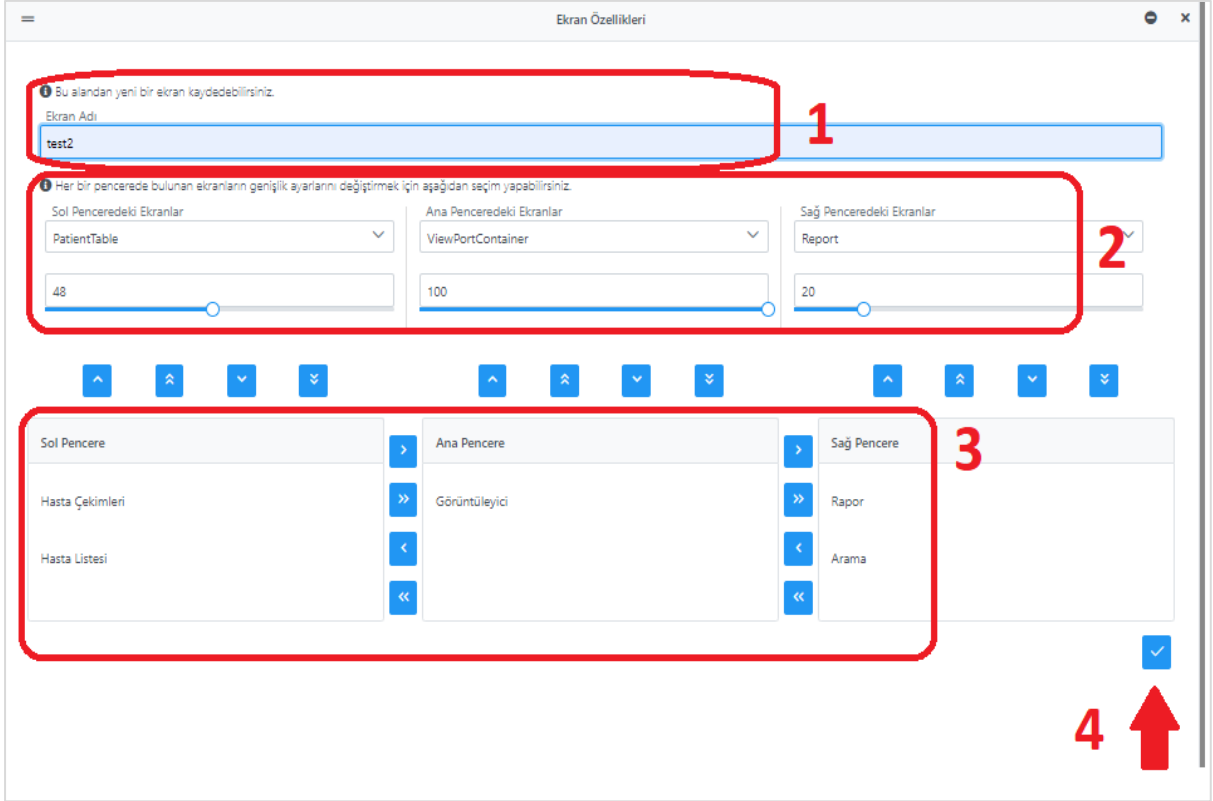 Ekran Özellikleri
Bu alandan yeni bir ekran kaydedebilirsiniz.
Ekran Adı
test2
1
Her bir pencerede bulunan ekranların genişlik ayarlarını değiştirmek için aşağıdan seçim yapabilirsiniz.
Sol Penceredeki Ekranlar
Ana Penceredeki Ekranlar
Sağ Penceredeki Ekranlar
PatientTable
ViewPortContainer
Report
2
48
100
20
Sol Pencere
Ana Pencere
Sağ Pencere
3
Hasta Çekimleri
Görüntüleyici
Rapor
Hasta Listesi
Arama
4